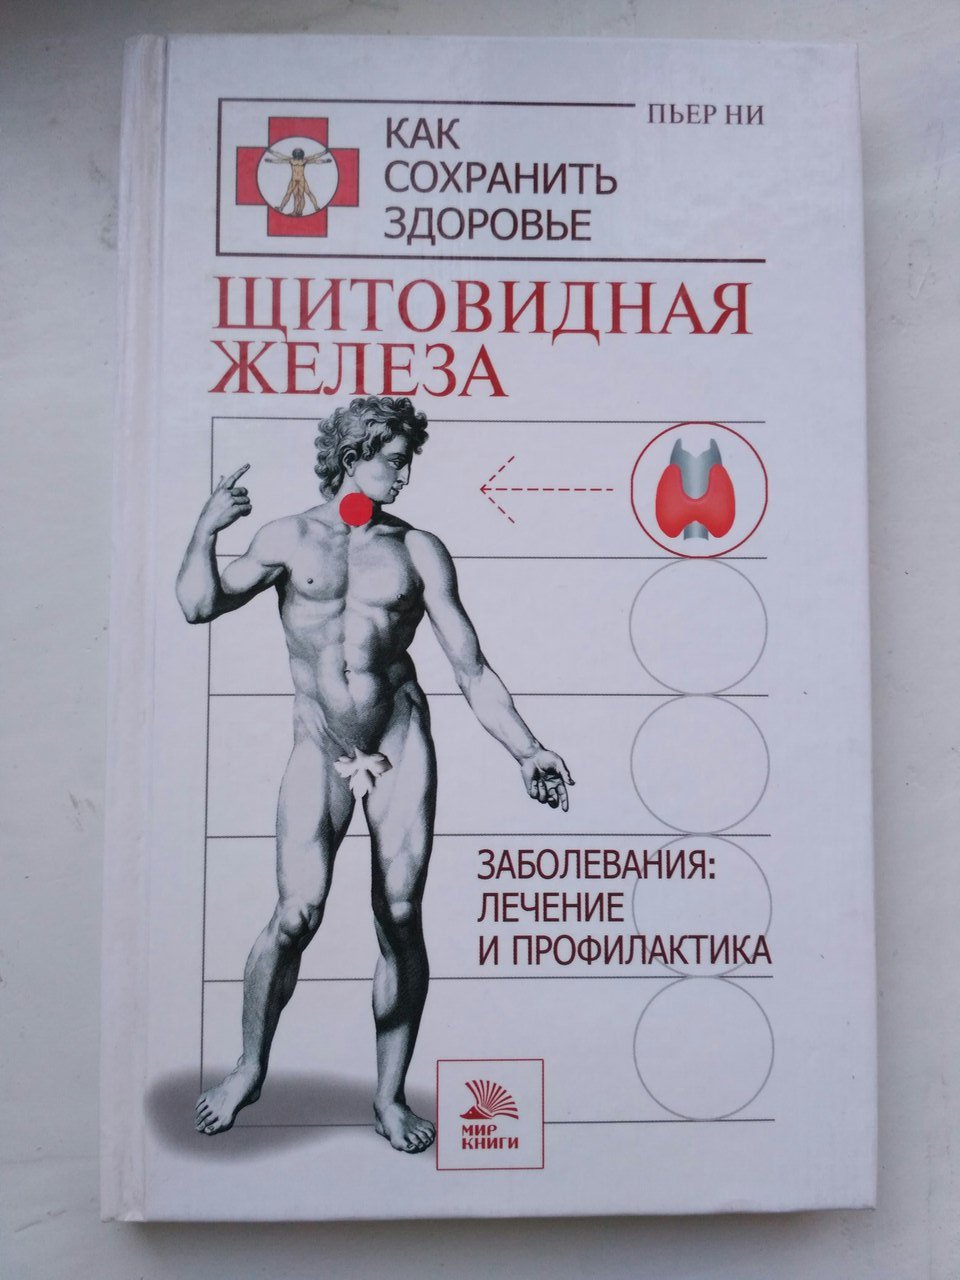 ПЬЕР НИ
КАК
СОХРАНИТЬ
ЗДОРОВЬЕ
ЩИТОВИДНАЯ
ЖЕЛЕЗА
ЗАБОЛЕВАНИЯ:
ЛЕЧЕНИЕ
И ПРОФИЛАКТИКА
МИР
КНИГИ